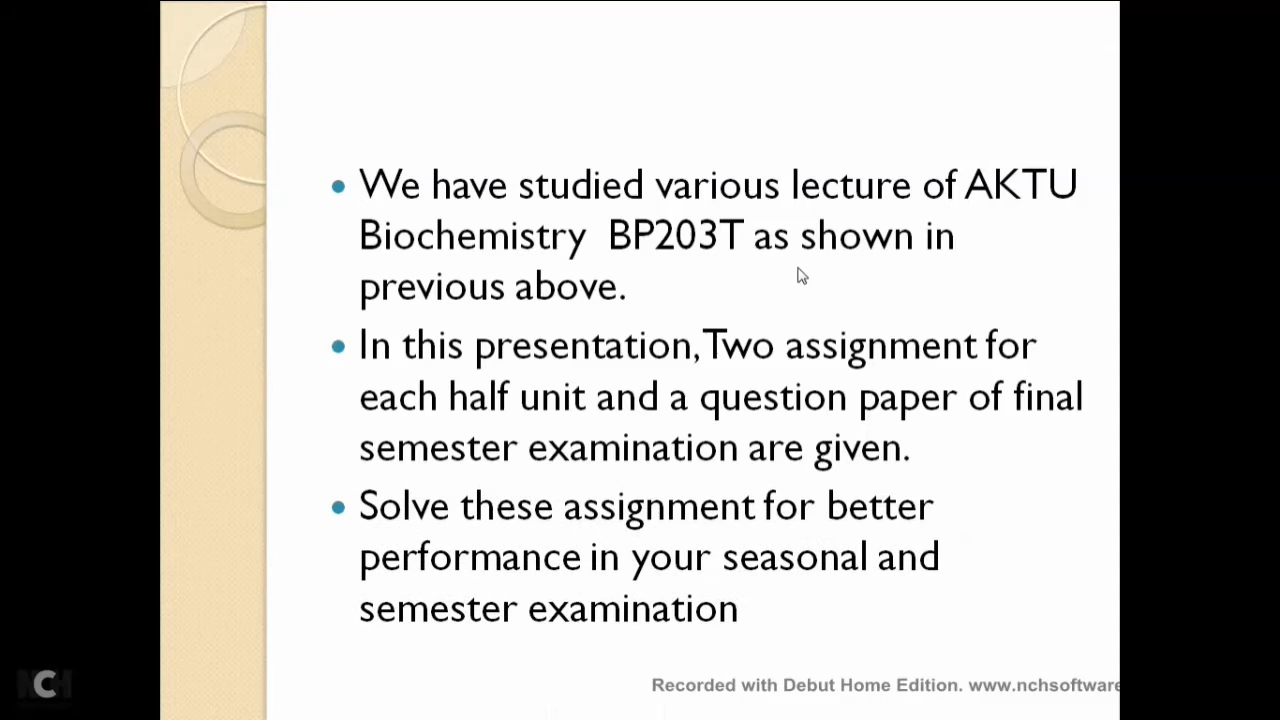 We have studied various lecture of AKTU
Biochemistry BP203T as shown in
previous above.
In this presentation, Two assignment for
each half unit and a question paper of final
semester examination are given.
Solve these assignment for better
performance in your seasonal and
semester examination
NCH
Recorded with Debut Home Edition. www.nchsoftware